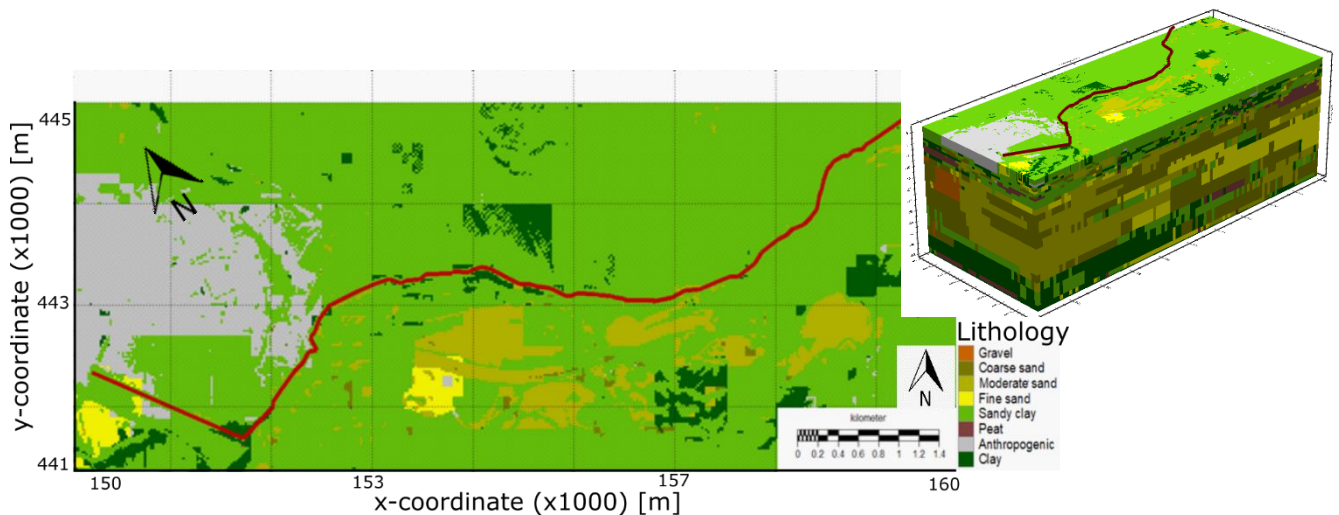 445
443
441
y-coordinate (x1000) [m]
N
150
153
157
160
x-coordinate (x1000) [m]
N
kilometer
0 0.2 0.4 0.6 0.8 1 1.2 1.4
Lithology
Gravel
Coarse sand
Moderate sand
Fine sand
Sandy clay
Peat
Anthropogenic
Clay